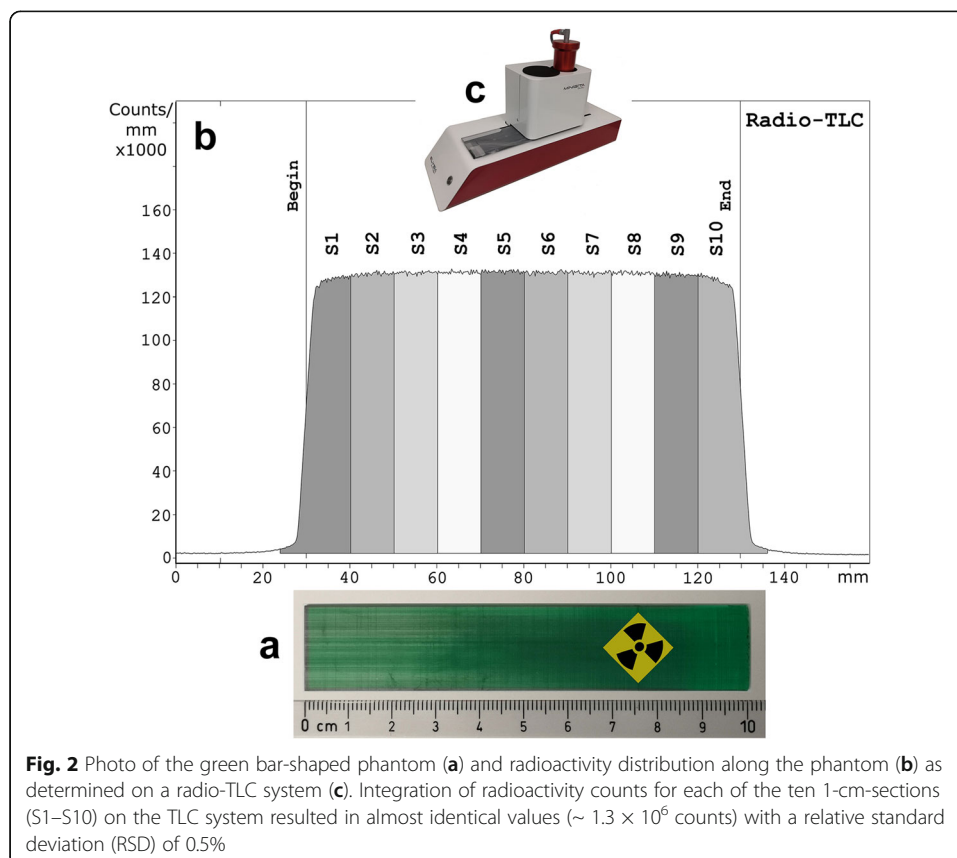 c
Counts/
mm
x1000
b
Radio-TLC
Begin
End
S1 S2 S3 S4 S5 S6 S7 S8 S9 S10
160
140
120
100
80
60
40
20
0
0 20 40 60 80 100 120 140 mm
a
0 cm 1 2 3 4 5 6 7 8 9 10
Fig. 2 Photo of the green bar-shaped phantom (a) and radioactivity distribution along the phantom (b) as
determined on a radio-TLC system (c). Integration of radioactivity counts for each of the ten 1-cm-sections
(S1–S10) on the TLC system resulted in almost identical values (~ 1.3 × 10⁶ counts) with a relative standard
deviation (RSD) of 0.5%